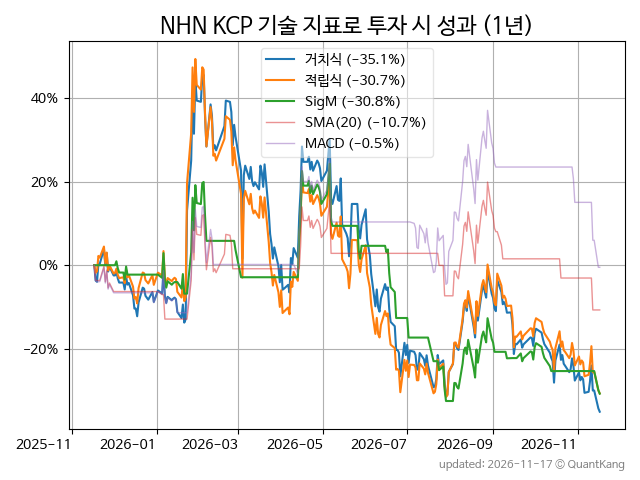 NHN KCP 기술 지표로 투자 시 성과 (1년)
거치식 (−35.1%)
적립식 (−30.7%)
SigM (−30.8%)
SMA(20) (−10.7%)
MACD (−0.5%)
40%
20%
0%
−20%
2025-11
2026-01
2026-03
2026-05
2026-07
2026-09
2026-11
updated: 2026-11-17 © QuantKang